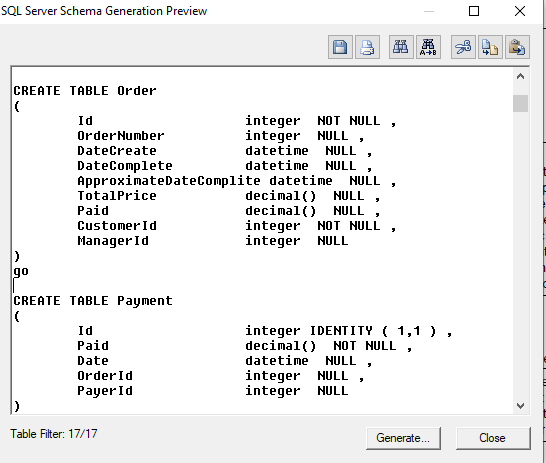 SQL Server Schema Generation Preview
A→B
CREATE TABLE Order
(
Id integer NOT NULL ,
OrderNumber integer NULL ,
DateCreate datetime NULL ,
DateComplete datetime NULL ,
ApproximateDateComplite datetime NULL ,
TotalPrice decimal() NULL ,
Paid decimal() NULL ,
CustomerId integer NOT NULL ,
ManagerId integer NULL
)
go
CREATE TABLE Payment
(
Id integer IDENTITY ( 1,1 ) ,
Paid decimal() NOT NULL ,
Date datetime NULL ,
OrderId integer NULL ,
PayerId integer NULL
)
Table Filter: 17/17
Generate...
Close